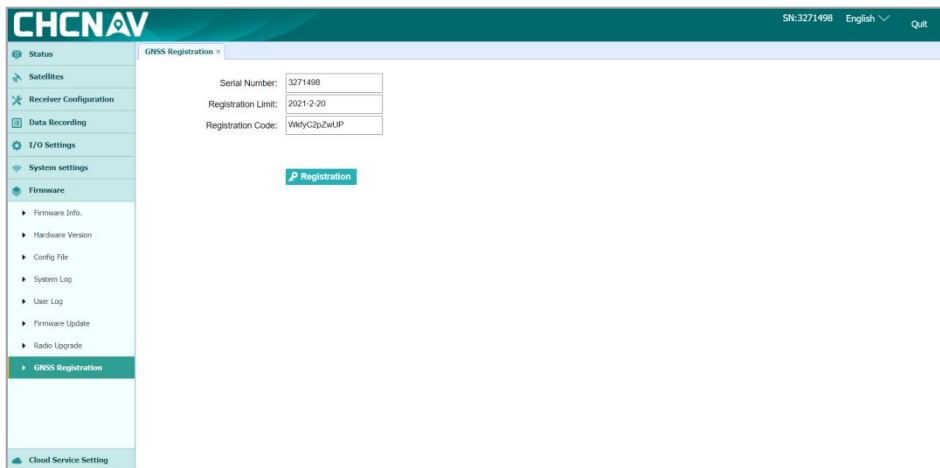 CHCNAV
SN:3271498 English Quit
Status
Satellites
Receiver Configuration
Data Recording
I/O Settings
System settings
Firmware
Firmware Info.
Hardware Version
Config File
System Log
User Log
Firmware Update
Radio Upgrade
GNSS Registration
Cloud Service Setting
GNSS Registration ×
Serial Number: 3271498
Registration Limit: 2021-2-20
Registration Code: WkfyC2pZwUP
Registration